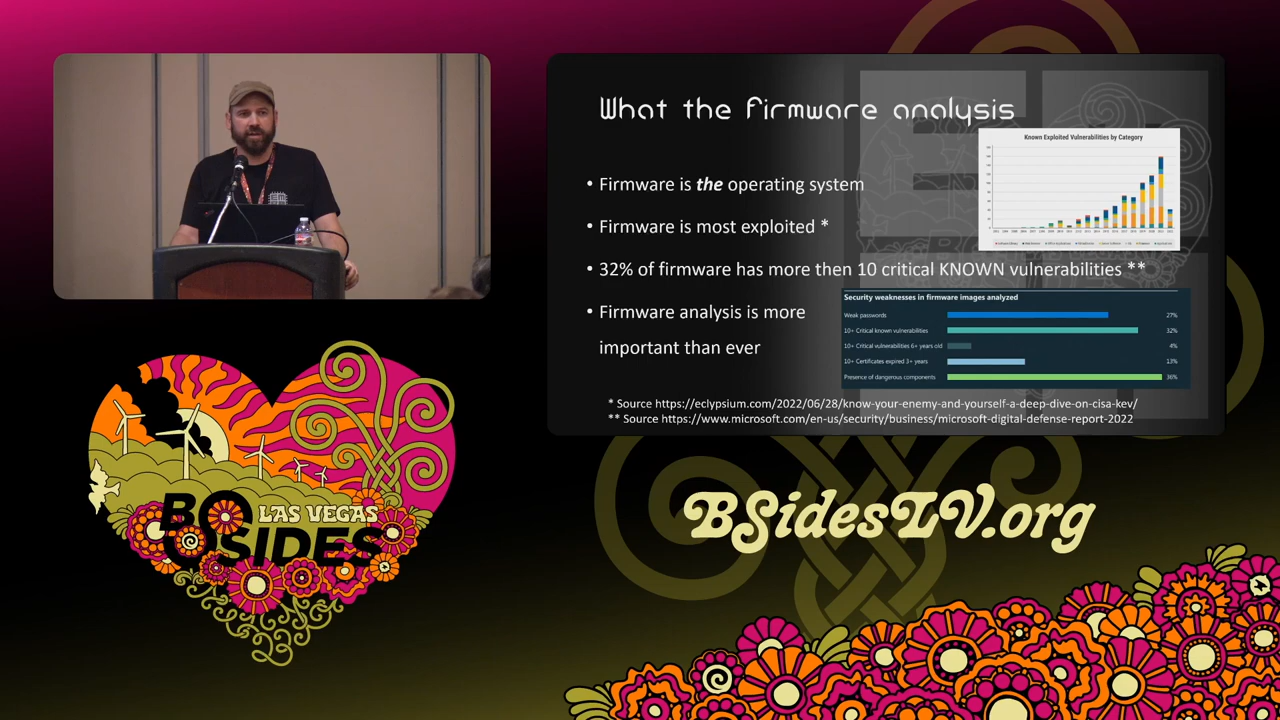 What the firmware analysis
Known Exploited Vulnerabilities by Category
• Firmware is the operating system
• Firmware is most exploited *
• 32% of firmware has more then 10 critical KNOWN vulnerabilities **
• Firmware analysis is more
important than ever
Security weaknesses in firmware images analyzed
Weak passwords 27%
10+ Critical known vulnerabilities 32%
10+ Critical vulnerabilities 6+ years old 4%
10+ Certificates expired 3+ years 13%
Presence of dangerous components 36%
* Source https://eclypsium.com/2022/06/28/know-your-enemy-and-yourself-a-deep-dive-on-cisa-kev/
** Source https://www.microsoft.com/en-us/security/business/microsoft-digital-defense-report-2022
LAS VEGAS
BSIDES
23
BSidesLV.org